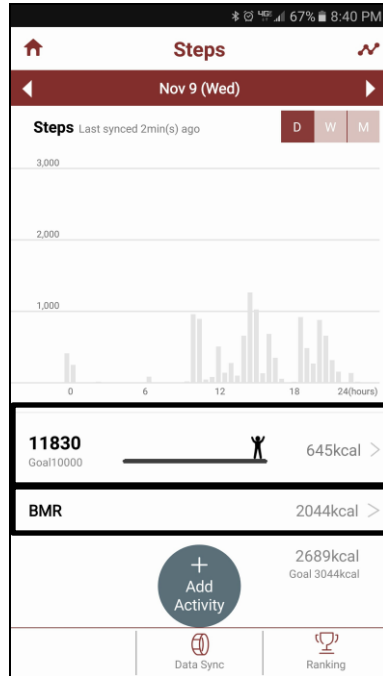 67% 8:40 PM
Steps
Nov 9 (Wed)
Steps Last synced 2min(s) ago
D W M
3,000
2,000
1,000
0 6 12 18 24(hours)
11830
Goal10000
645kcal >
BMR 2044kcal >
2689kcal
Goal 3044kcal
+
Add
Activity
Data Sync
Ranking